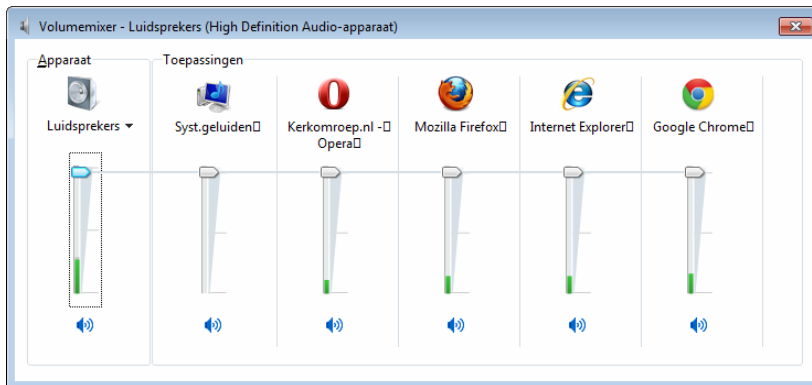 Volumemixer - Luidsprekers (High Definition Audio-apparaat)
Apparaat
Toepassingen
Luidsprekers
Syst.geluiden
Kerkomroep.nl -
Opera
Mozilla Firefox
Internet Explorer
Google Chrome